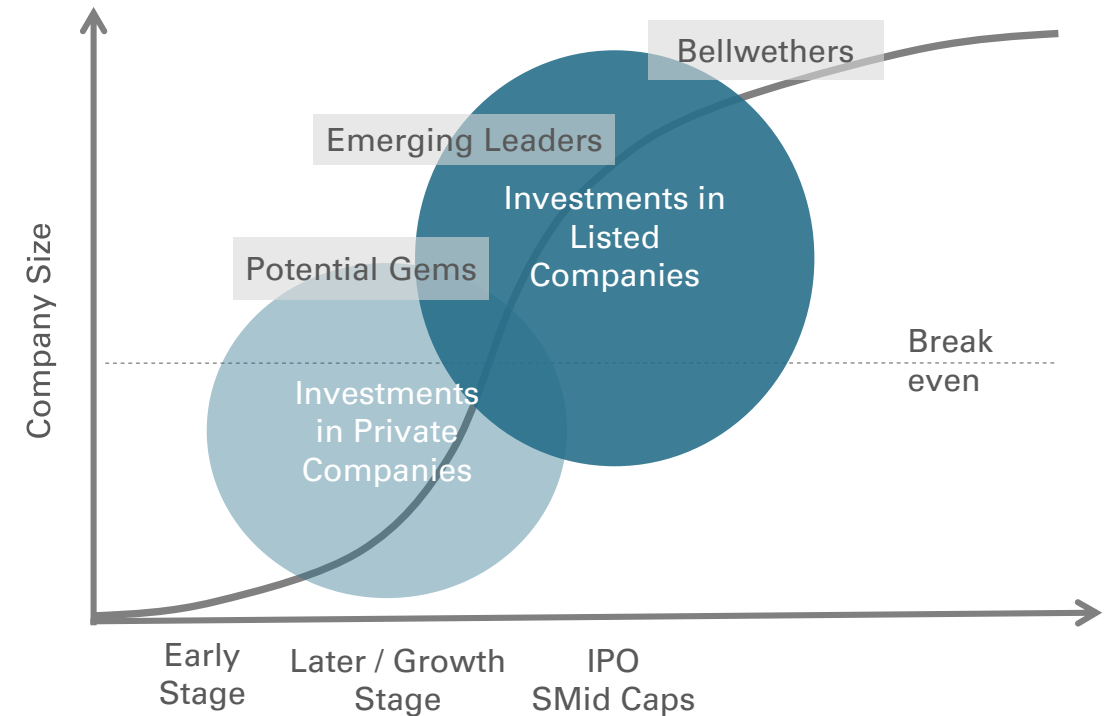 Bellwethers
Emerging Leaders
Investments in
Listed
Companies
Potential Gems
Company Size
Break
even
Investments
in Private
Companies
Early
Stage
Later / Growth
Stage
IPO
SMid Caps